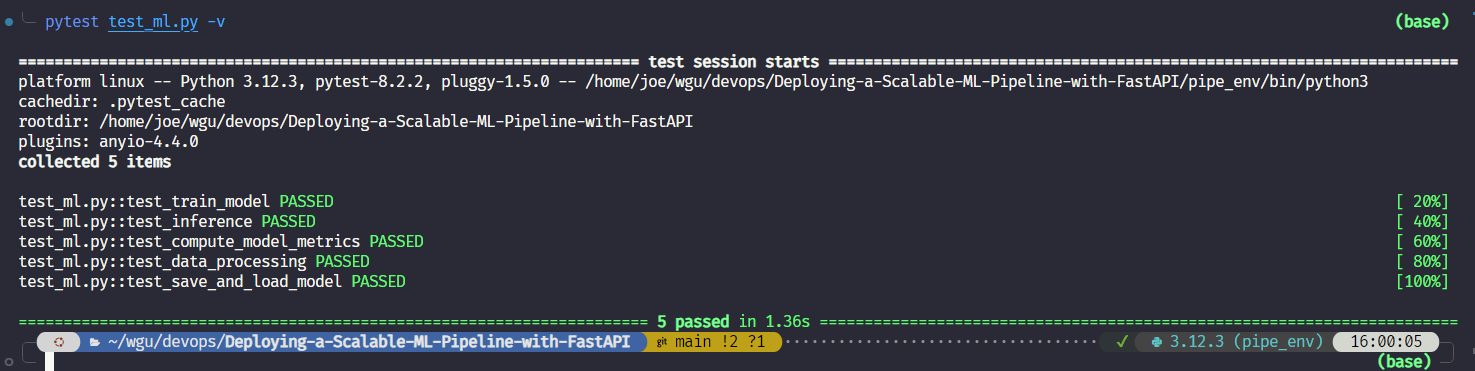 pytest test_ml.py -v (base)
============================ test session starts ============================
platform linux -- Python 3.12.3, pytest-8.2.2, pluggy-1.5.0 -- /home/joe/wgu/devops/Deploying-a-Scalable-ML-Pipeline-with-FastAPI/pipe_env/bin/python3
cachedir: .pytest_cache
rootdir: /home/joe/wgu/devops/Deploying-a-Scalable-ML-Pipeline-with-FastAPI
plugins: anyio-4.4.0
collected 5 items
test_ml.py::test_train_model PASSED [ 20%]
test_ml.py::test_inference PASSED [ 40%]
test_ml.py::test_compute_model_metrics PASSED [ 60%]
test_ml.py::test_data_processing PASSED [ 80%]
test_ml.py::test_save_and_load_model PASSED [100%]
============================ 5 passed in 1.36s ============================
~/wgu/devops/Deploying-a-Scalable-ML-Pipeline-with-FastAPI git main !2 ?1 ✓ 3.12.3 (pipe_env) 16:00:05
(base)